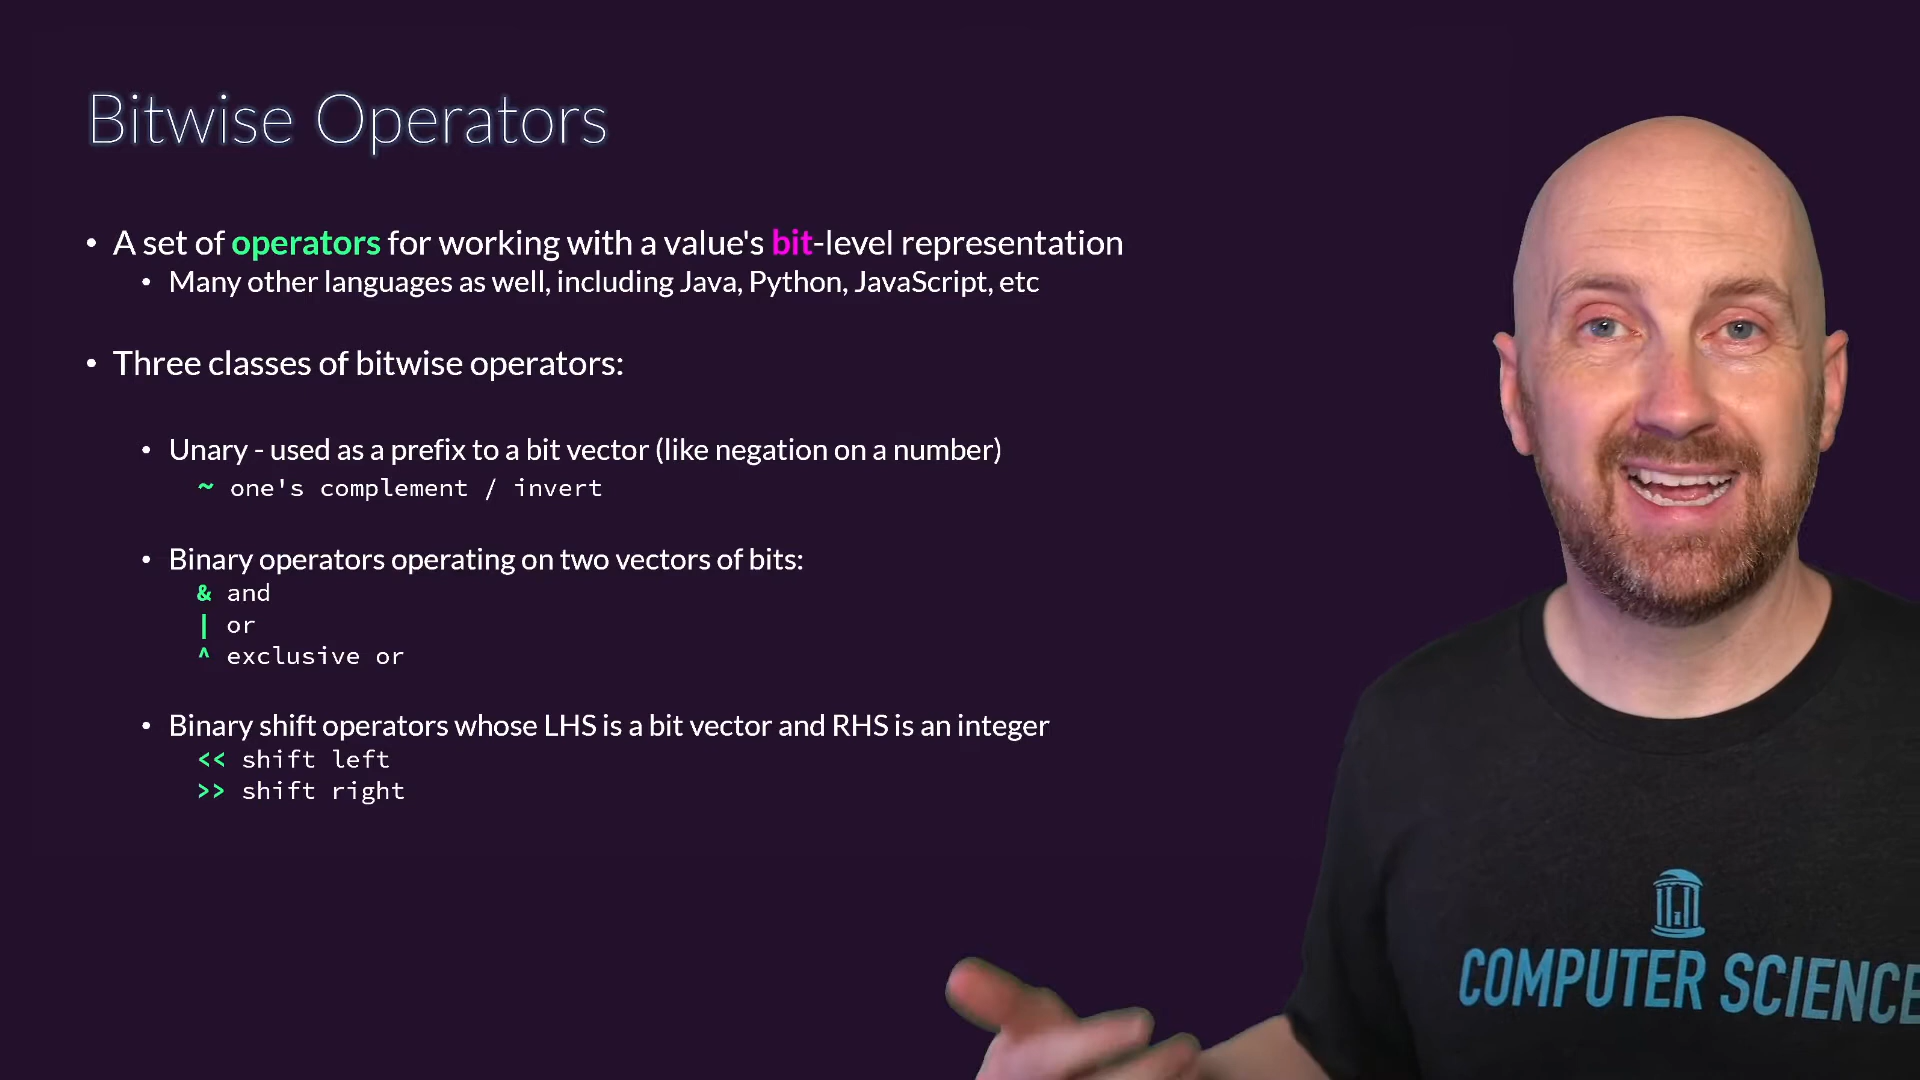 Bitwise Operators
• A set of operators for working with a value's bit-level representation
• Many other languages as well, including Java, Python, JavaScript, etc
• Three classes of bitwise operators:
• Unary - used as a prefix to a bit vector (like negation on a number)
~ one's complement / invert
• Binary operators operating on two vectors of bits:
& and
| or
^ exclusive or
• Binary shift operators whose LHS is a bit vector and RHS is an integer
<< shift left
>> shift right
COMPUTER SCIENCE